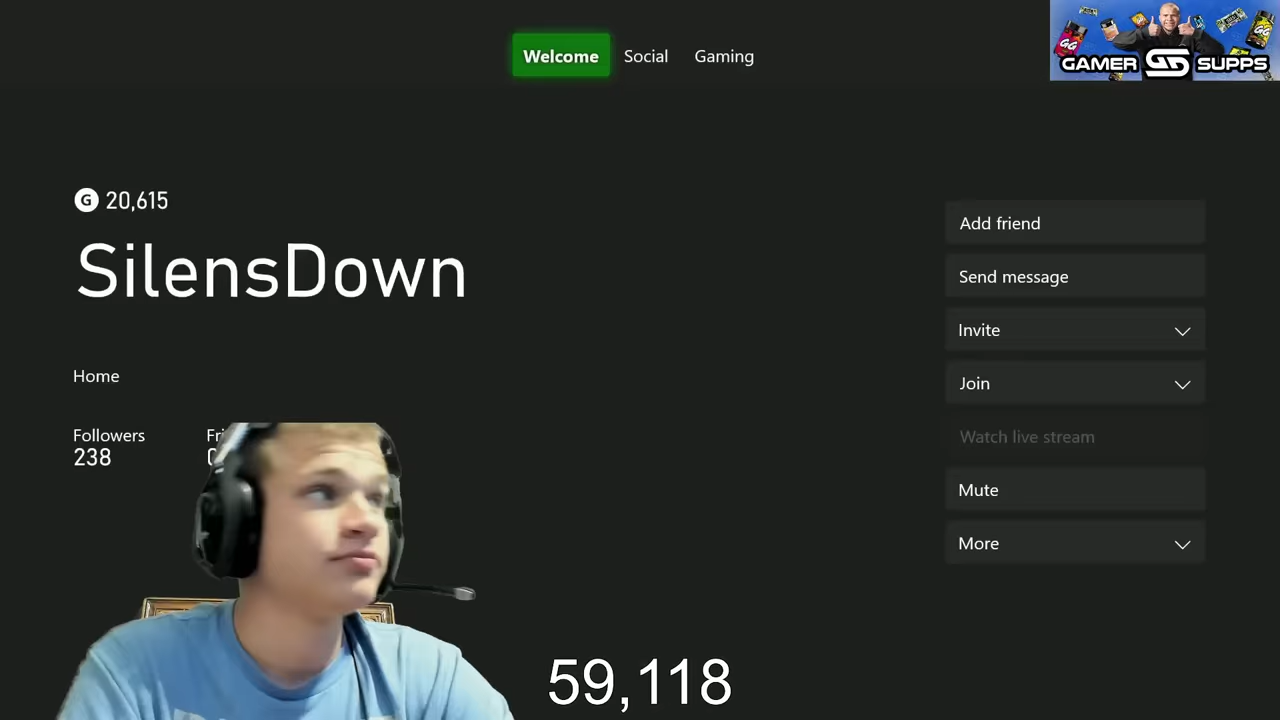 Welcome Social Gaming
GAMER SUPPS
G 20,615
SilensDown
Add friend
Send message
Invite
Home
Join
Followers
238
Watch live stream
Mute
More
59,118